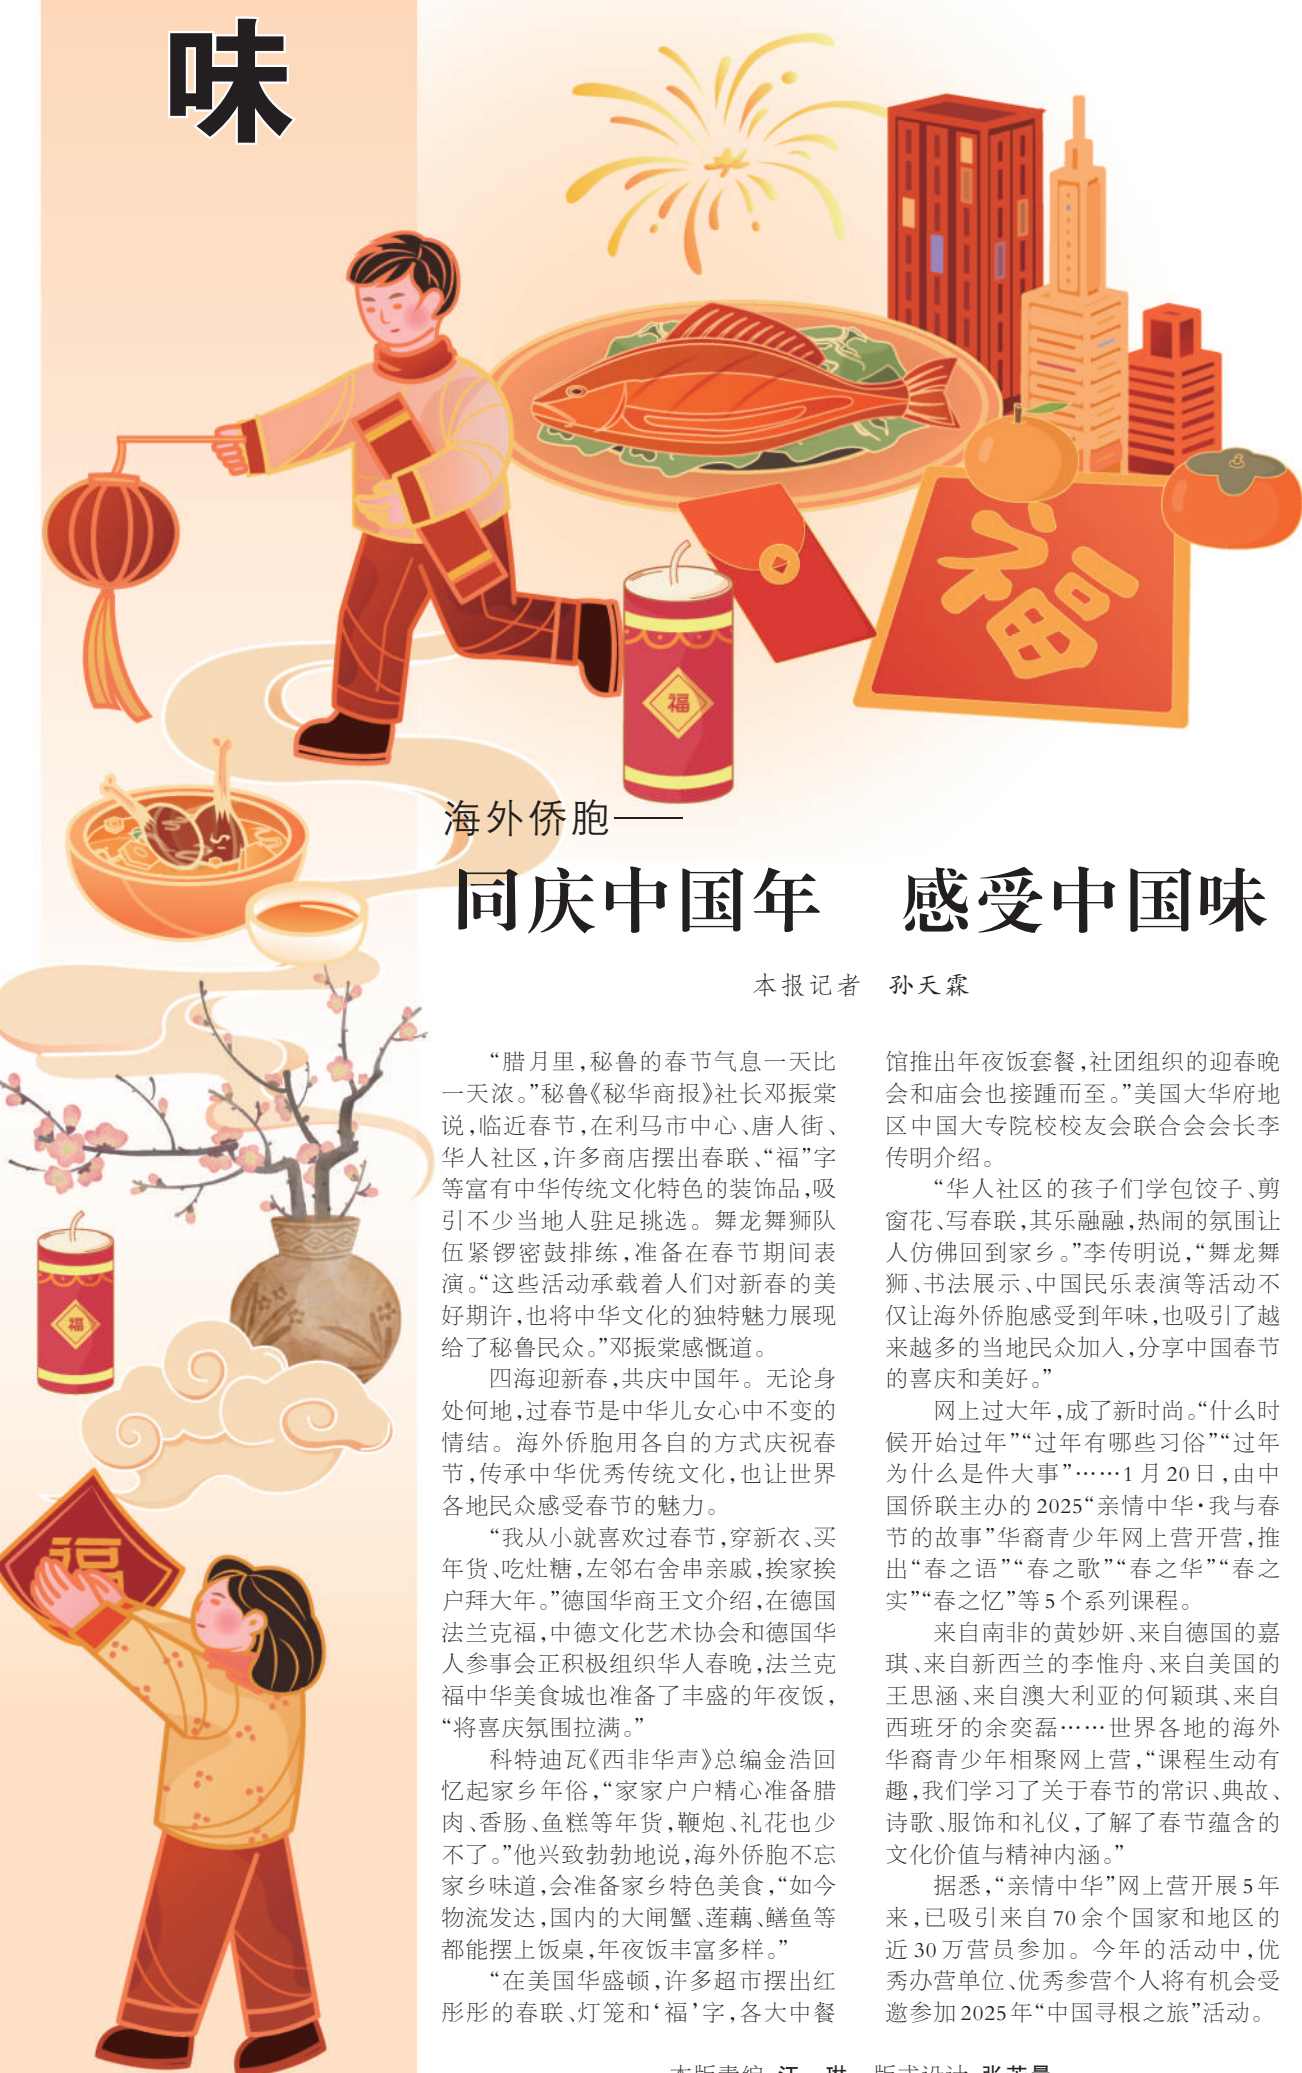 味
福
福
海外侨胞——
同庆中国年 感受中国味
本报记者 孙天霖
“腊月里,秘鲁的春节气息一天比
一天浓。”秘鲁《秘华商报》社长邓振棠
说,临近春节,在利马市中心、唐人街、
华人社区,许多商店摆出春联、“福”字
等富有中华传统文化特色的装饰品,吸
引不少当地人驻足挑选。舞龙舞狮队
伍紧锣密鼓排练,准备在春节期间表
演。“这些活动承载着人们对新春的美
好期许,也将中华文化的独特魅力展现
给了秘鲁民众。”邓振棠感慨道。
四海迎新春,共庆中国年。无论身
处何地,过春节是中华儿女心中不变的
情结。海外侨胞用各自的方式庆祝春
节,传承中华优秀传统文化,也让世界
各地民众感受春节的魅力。
“我从小就喜欢过春节,穿新衣、买
年货、吃灶糖,左邻右舍串亲戚,挨家挨
户拜大年。”德国华商王文介绍,在德国
法兰克福,中德文化艺术协会和德国华
人参事会正积极组织华人春晚,法兰克
福中华美食城也准备了丰盛的年夜饭,
“将喜庆氛围拉满。”
科特迪瓦《西非华声》总编金浩回
忆起家乡年俗,“家家户户精心准备腊
肉、香肠、鱼糕等年货,鞭炮、礼花也少
不了。”他兴致勃勃地说,海外侨胞不忘
家乡味道,会准备家乡特色美食,“如今
物流发达,国内的大闸蟹、莲藕、鳝鱼等
都能摆上饭桌,年夜饭丰富多样。”
“在美国华盛顿,许多超市摆出红
彤彤的春联、灯笼和‘福’字,各大中餐
馆推出年夜饭套餐,社团组织的迎春晚
会和庙会也接踵而至。”美国大华府地
区中国大专院校校友会联合会会长李
传明介绍。
“华人社区的孩子们学包饺子、剪
窗花、写春联,其乐融融,热闹的氛围让
人仿佛回到家乡。”李传明说,“舞龙舞
狮、书法展示、中国民乐表演等活动不
仅让海外侨胞感受到年味,也吸引了越
来越多的当地民众加入,分享中国春节
的喜庆和美好。”
网上过大年,成了新时尚。“什么时
候开始过年”“过年有哪些习俗”“过年
为什么是件大事”……1月20日,由中
国侨联主办的2025“亲情中华·我与春
节的故事”华裔青少年网上营开营,推
出“春之语”“春之歌”“春之华”“春之
实”“春之忆”等5个系列课程。
来自南非的黄妙妍、来自德国的嘉
琪、来自新西兰的李惟舟、来自美国的
王思涵、来自澳大利亚的何颖琪、来自
西班牙的余奕磊……世界各地的海外
华裔青少年相聚网上营,“课程生动有
趣,我们学习了关于春节的常识、典故、
诗歌、服饰和礼仪,了解了春节蕴含的
文化价值与精神内涵。”
据悉,“亲情中华”网上营开展5年
来,已吸引来自70余个国家和地区的
近30万营员参加。今年的活动中,优
秀办营单位、优秀参营个人将有机会受
邀参加2025年“中国寻根之旅”活动。
福
福